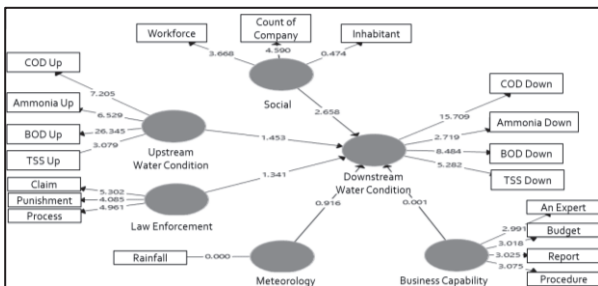 Workforce
Count of
Company
Inhabitant
3.668
4.590
0.474
Social
2.658
COD Up
Ammonia Up
BOD Up
TSS Up
7.205
6.529
26.345
3.079
Upstream
Water Condition
1.453
COD Down
Ammonia Down
BOD Down
TSS Down
15.709
2.719
8.484
5.282
Downstream
Water Condition
Claim
Punishment
Process
5.302
4.085
4.961
Law Enforcement
1.341
0.916
0.001
Rainfall
0.000
Meteorology
An Expert
Budget
Report
Procedure
2.991
3.018
3.025
3.075
Business Capability